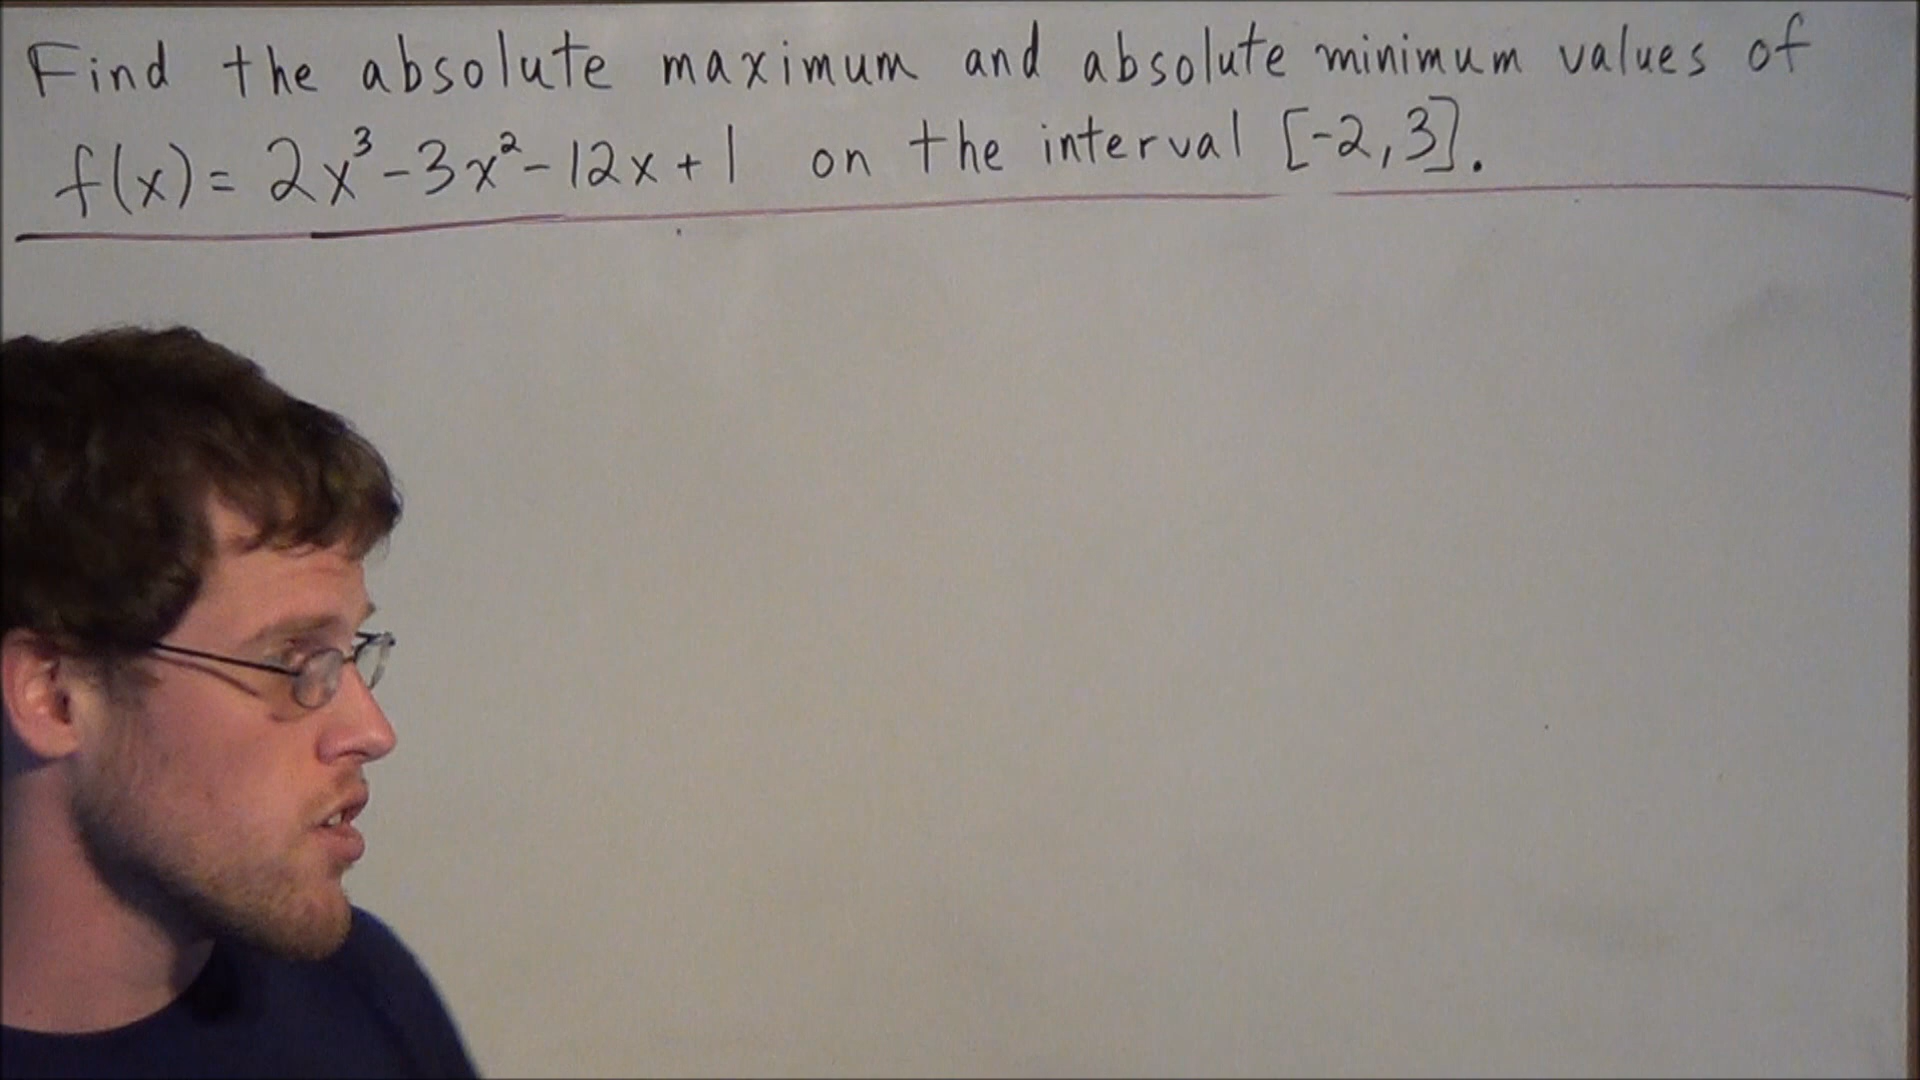 Find the absolute maximum and absolute minimum values of
f(x) = 2x³ - 3x² - 12x + 1 on the interval [-2, 3].